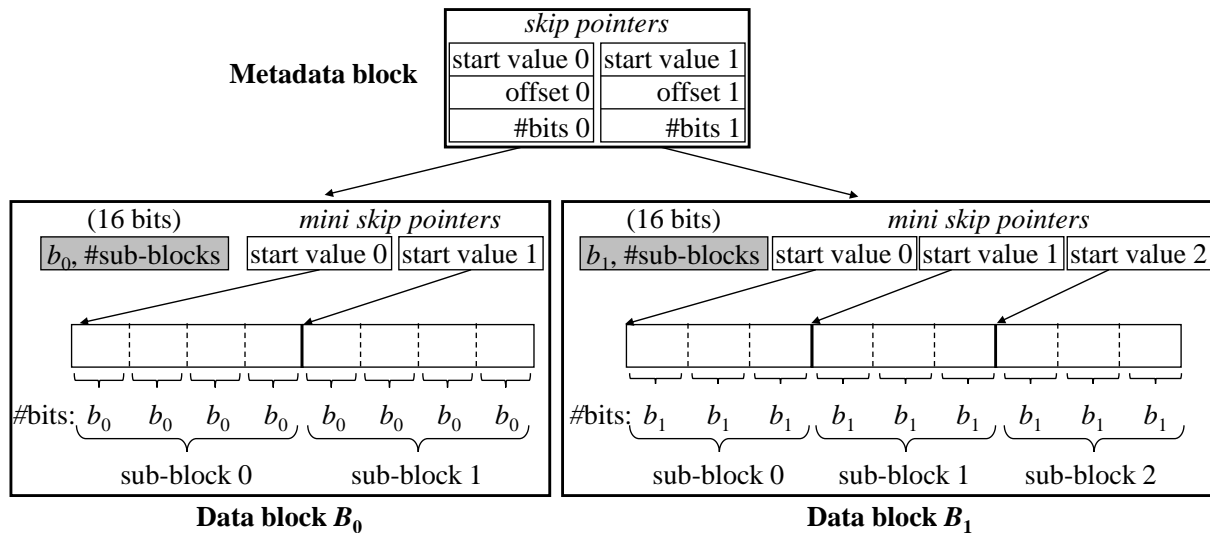 skip pointers
Metadata block
start value 0 start value 1
offset 0 offset 1
#bits 0 #bits 1
(16 bits) mini skip pointers
b0, #sub-blocks start value 0 start value 1
#bits: b0 b0 b0 b0 b0 b0 b0 b0
sub-block 0 sub-block 1
Data block B0
(16 bits) mini skip pointers
b1, #sub-blocks start value 0 start value 1 start value 2
#bits: b1 b1 b1 b1 b1 b1 b1 b1 b1
sub-block 0 sub-block 1 sub-block 2
Data block B1